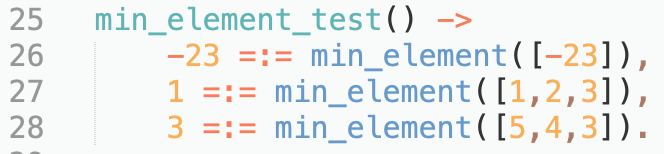 25 min_element_test() ->
26 -23 =:= min_element([-23]),
27 1 =:= min_element([1,2,3]),
28 3 =:= min_element([5,4,3]).